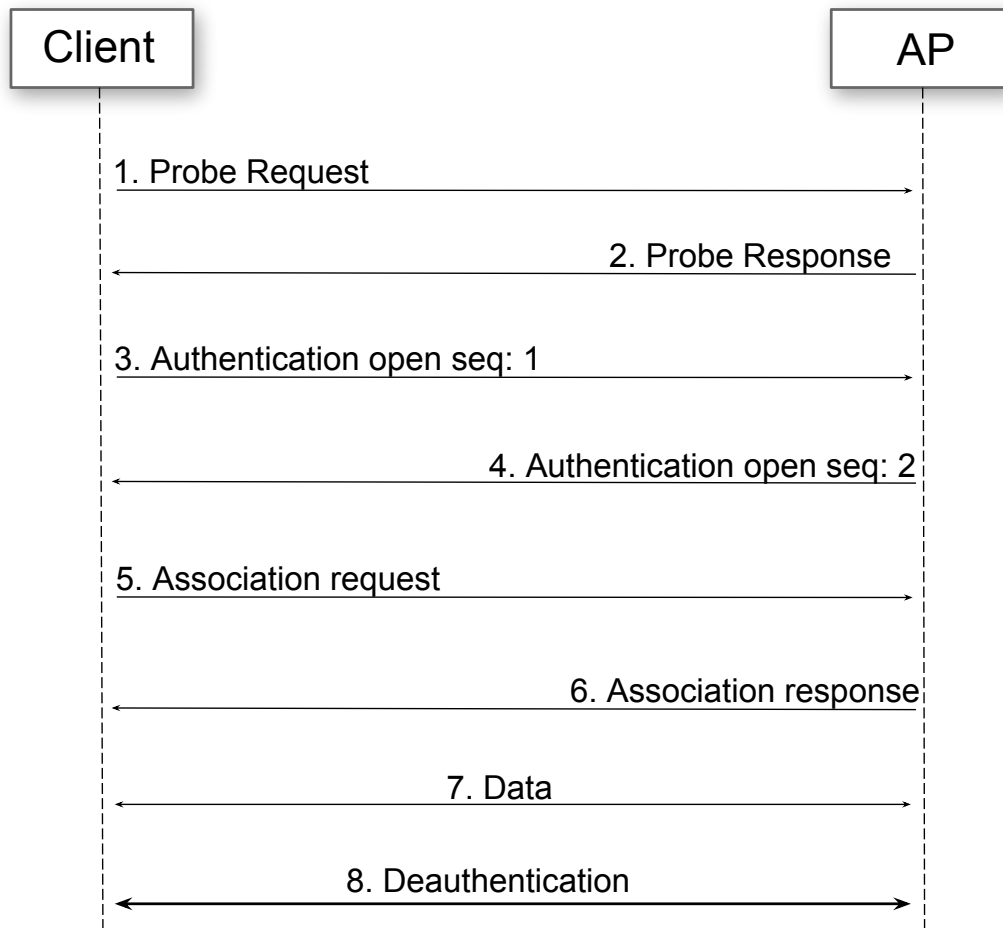 Client
AP
1. Probe Request
2. Probe Response
3. Authentication open seq: 1
4. Authentication open seq: 2
5. Association request
6. Association response
7. Data
8. Deauthentication